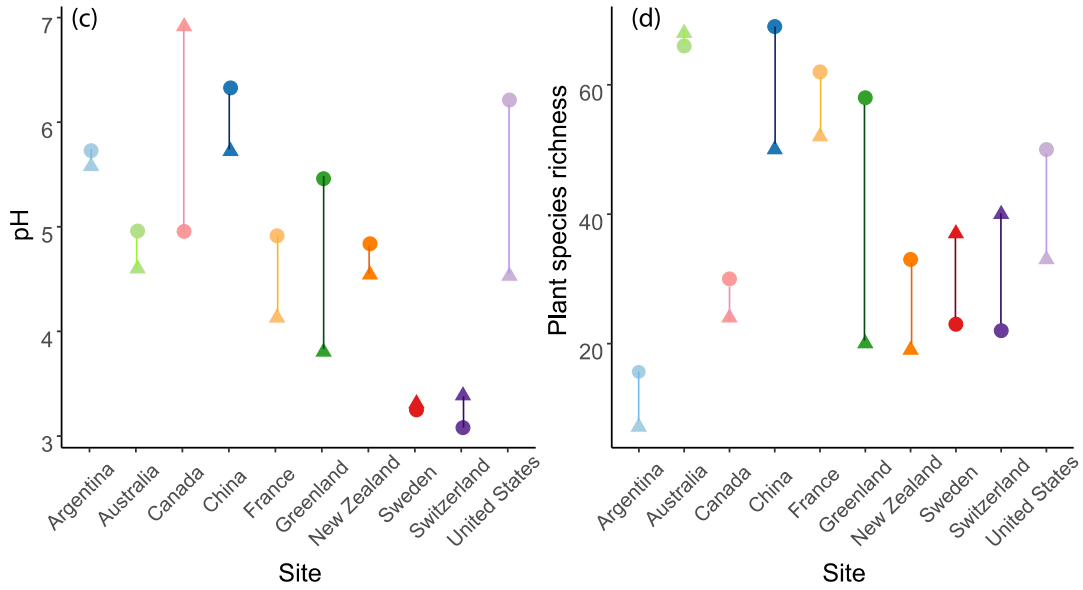 (c)
pH
7
6
5
4
3
Argentina
Australia
Canada
China
France
Greenland
New Zealand
Sweden
Switzerland
United States
Site
(d)
Plant species richness
60
40
20
Argentina
Australia
Canada
China
France
Greenland
New Zealand
Sweden
Switzerland
United States
Site